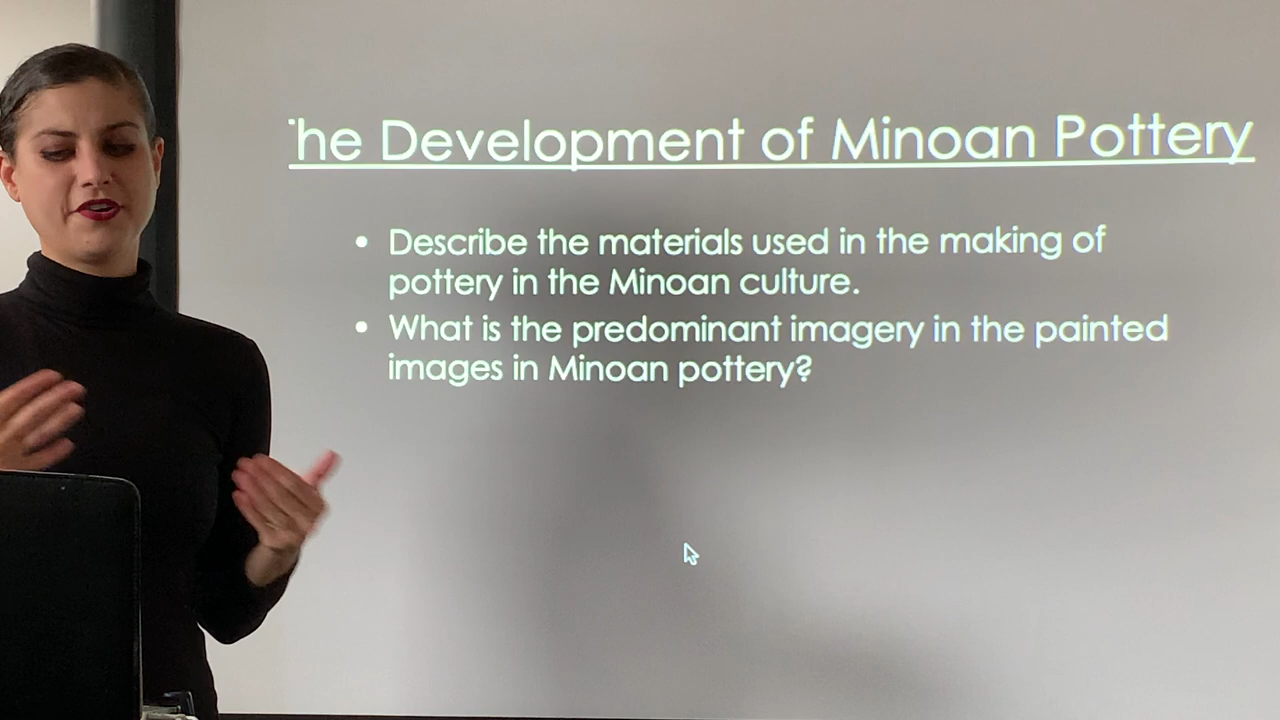 he Development of Minoan Pottery
• Describe the materials used in the making of
pottery in the Minoan culture.
• What is the predominant imagery in the painted
images in Minoan pottery?